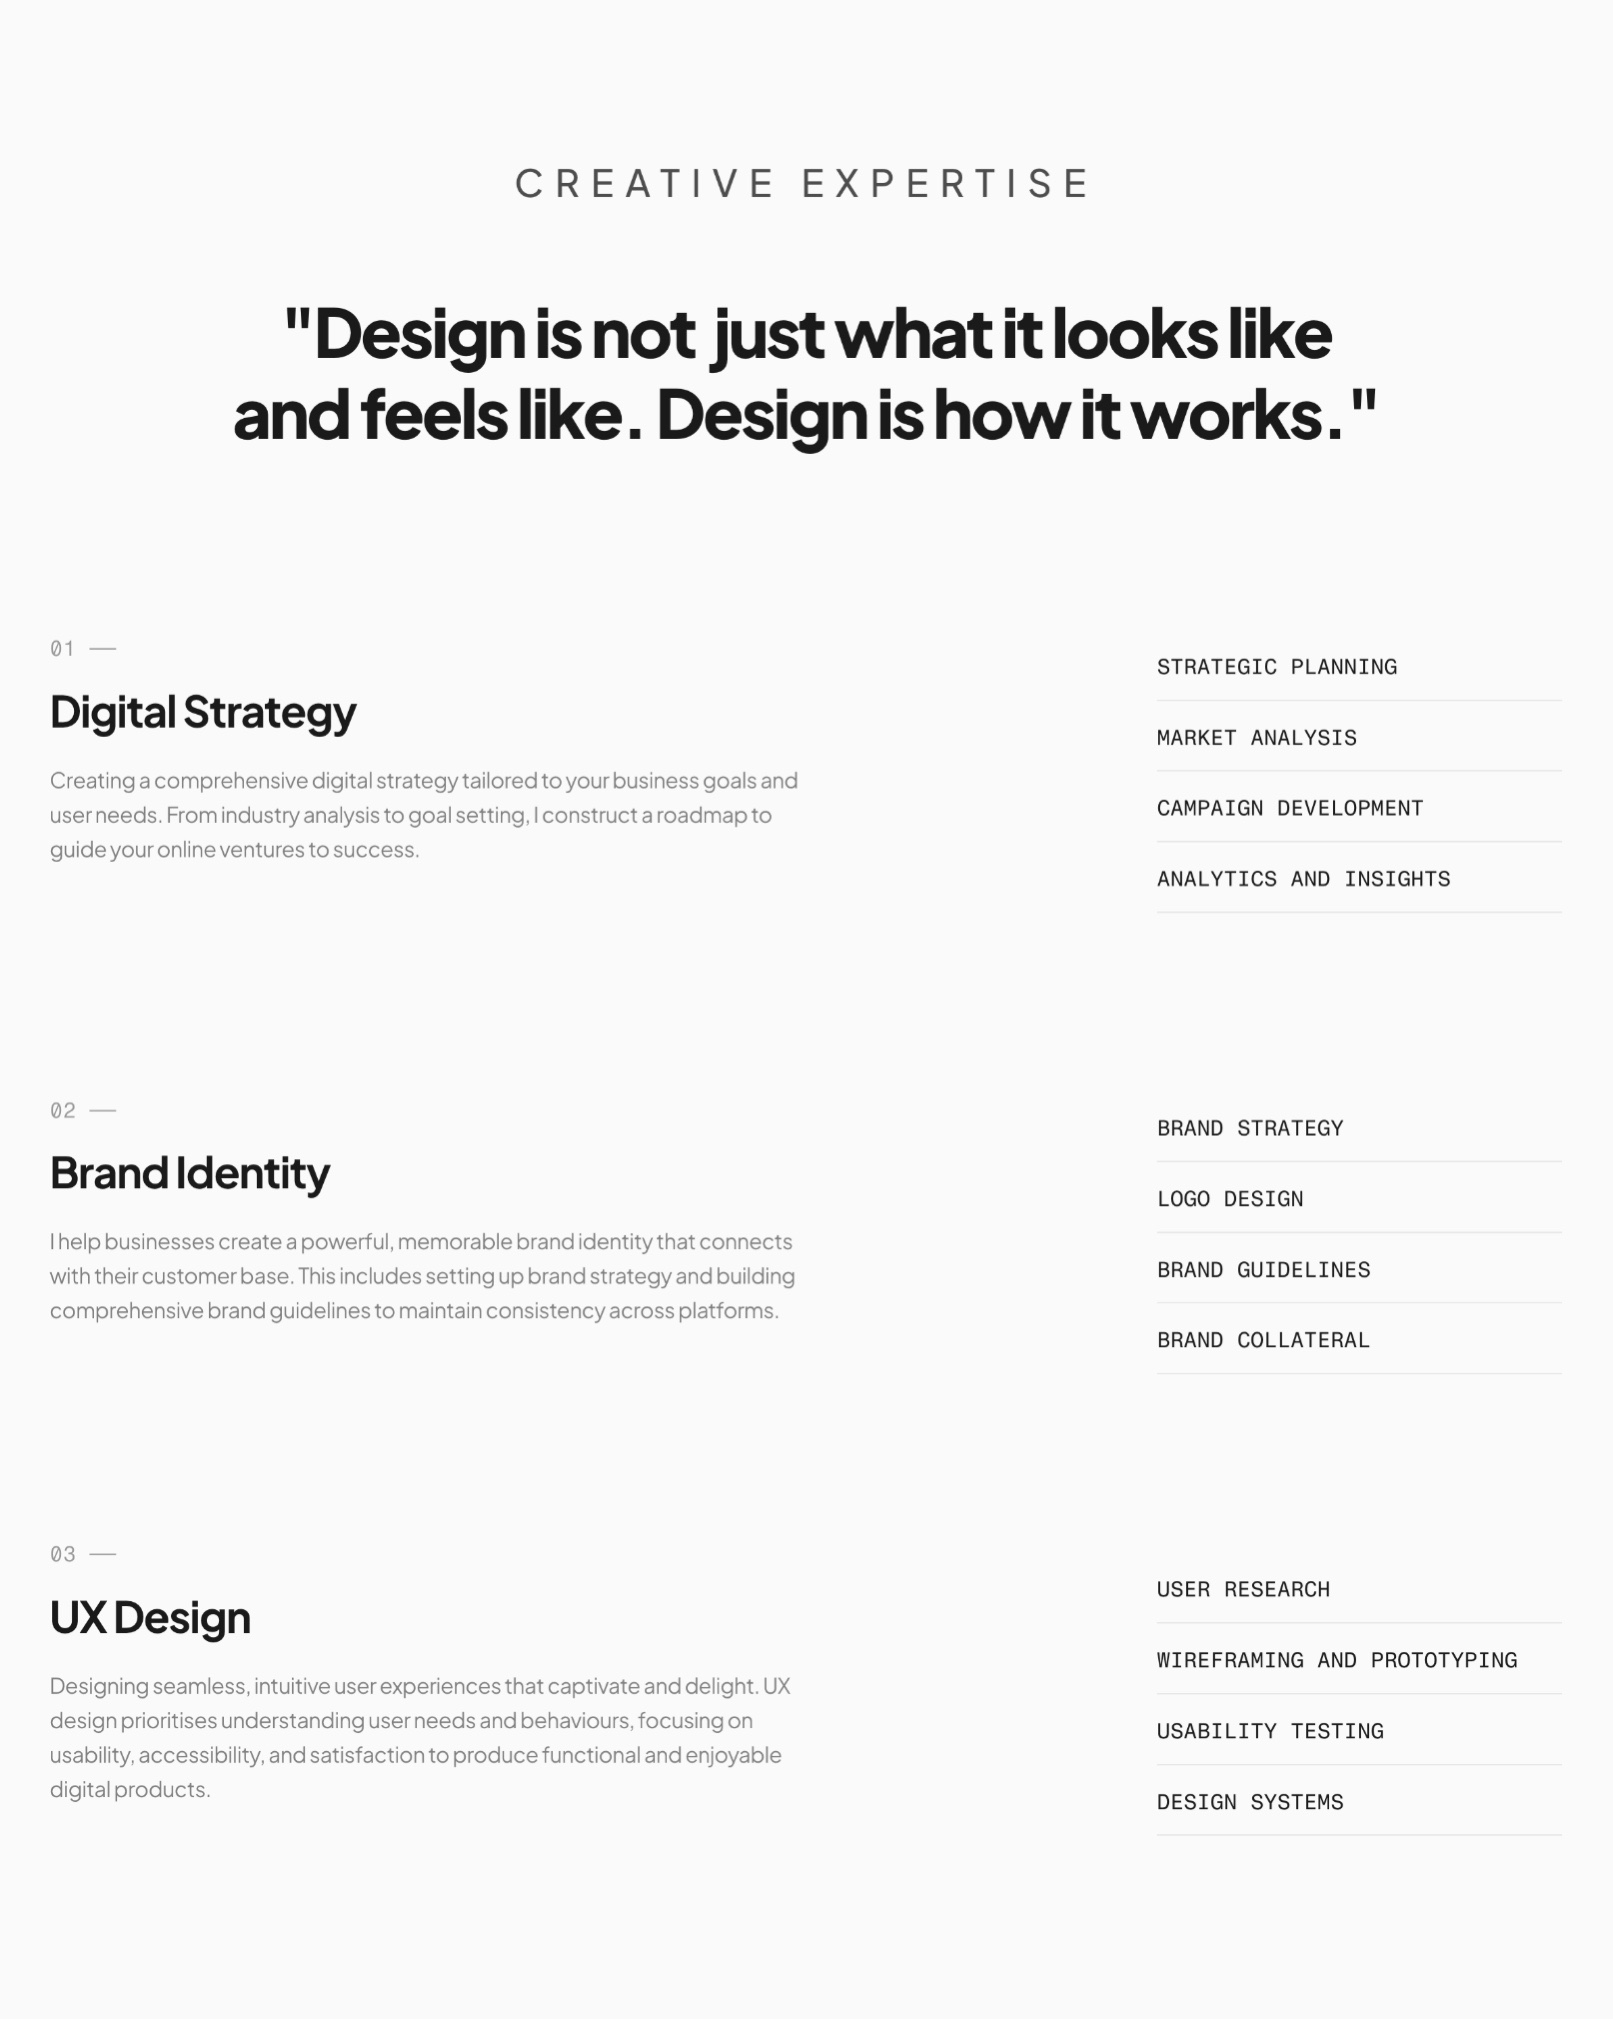 CREATIVE EXPERTISE
"Design is not just what it looks like
and feels like. Design is how it works."
01 —
Digital Strategy
Creating a comprehensive digital strategy tailored to your business goals and
user needs. From industry analysis to goal setting, I construct a roadmap to
guide your online ventures to success.
STRATEGIC PLANNING
MARKET ANALYSIS
CAMPAIGN DEVELOPMENT
ANALYTICS AND INSIGHTS
02 —
Brand Identity
I help businesses create a powerful, memorable brand identity that connects
with their customer base. This includes setting up brand strategy and building
comprehensive brand guidelines to maintain consistency across platforms.
BRAND STRATEGY
LOGO DESIGN
BRAND GUIDELINES
BRAND COLLATERAL
03 —
UX Design
Designing seamless, intuitive user experiences that captivate and delight. UX
design prioritises understanding user needs and behaviours, focusing on
usability, accessibility, and satisfaction to produce functional and enjoyable
digital products.
USER RESEARCH
WIREFRAMING AND PROTOTYPING
USABILITY TESTING
DESIGN SYSTEMS